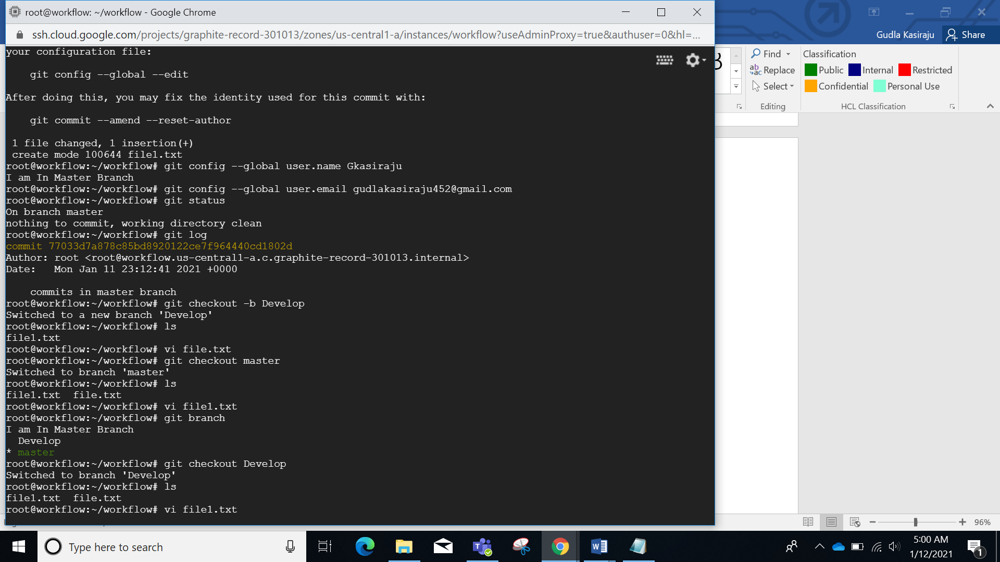 root@workflow: ~/workflow - Google Chrome
ssh.cloud.google.com/projects/graphite-record-301013/zones/us-central1-a/instances/workflow?useAdminProxy=true&authuser=0&hl=...
your configuration file:
git config --global --edit
After doing this, you may fix the identity used for this commit with:
git commit --amend --reset-author
1 file changed, 1 insertion(+)
create mode 100644 file1.txt
root@workflow:~/workflow# git config --global user.name Gkasiraju
I am In Master Branch
root@workflow:~/workflow# git config --global user.email gudlakasiraju452@gmail.com
root@workflow:~/workflow# git status
On branch master
nothing to commit, working directory clean
root@workflow:~/workflow# git log
commit 77033d7a878c85bd8920122ce7f964440cd1802d
Author: root <root@workflow.us-central1-a.c.graphite-record-301013.internal>
Date:   Mon Jan 11 23:12:41 2021 +0000
commits in master branch
root@workflow:~/workflow# git checkout -b Develop
Switched to a new branch 'Develop'
root@workflow:~/workflow# ls
file1.txt
root@workflow:~/workflow# vi file.txt
root@workflow:~/workflow# git checkout master
Switched to branch 'master'
root@workflow:~/workflow# ls
file1.txt  file.txt
root@workflow:~/workflow# vi file1.txt
root@workflow:~/workflow# git branch
I am In Master Branch
Develop
* master
root@workflow:~/workflow# git checkout Develop
Switched to branch 'Develop'
root@workflow:~/workflow# ls
file1.txt  file.txt
root@workflow:~/workflow# vi file1.txt
Gudla Kasiraju
Share
Find
Replace
Select
Editing
Classification
Public Internal Restricted
Confidential Personal Use
HCL Classification
96%
Type here to search
5:00 AM
1/12/2021
1